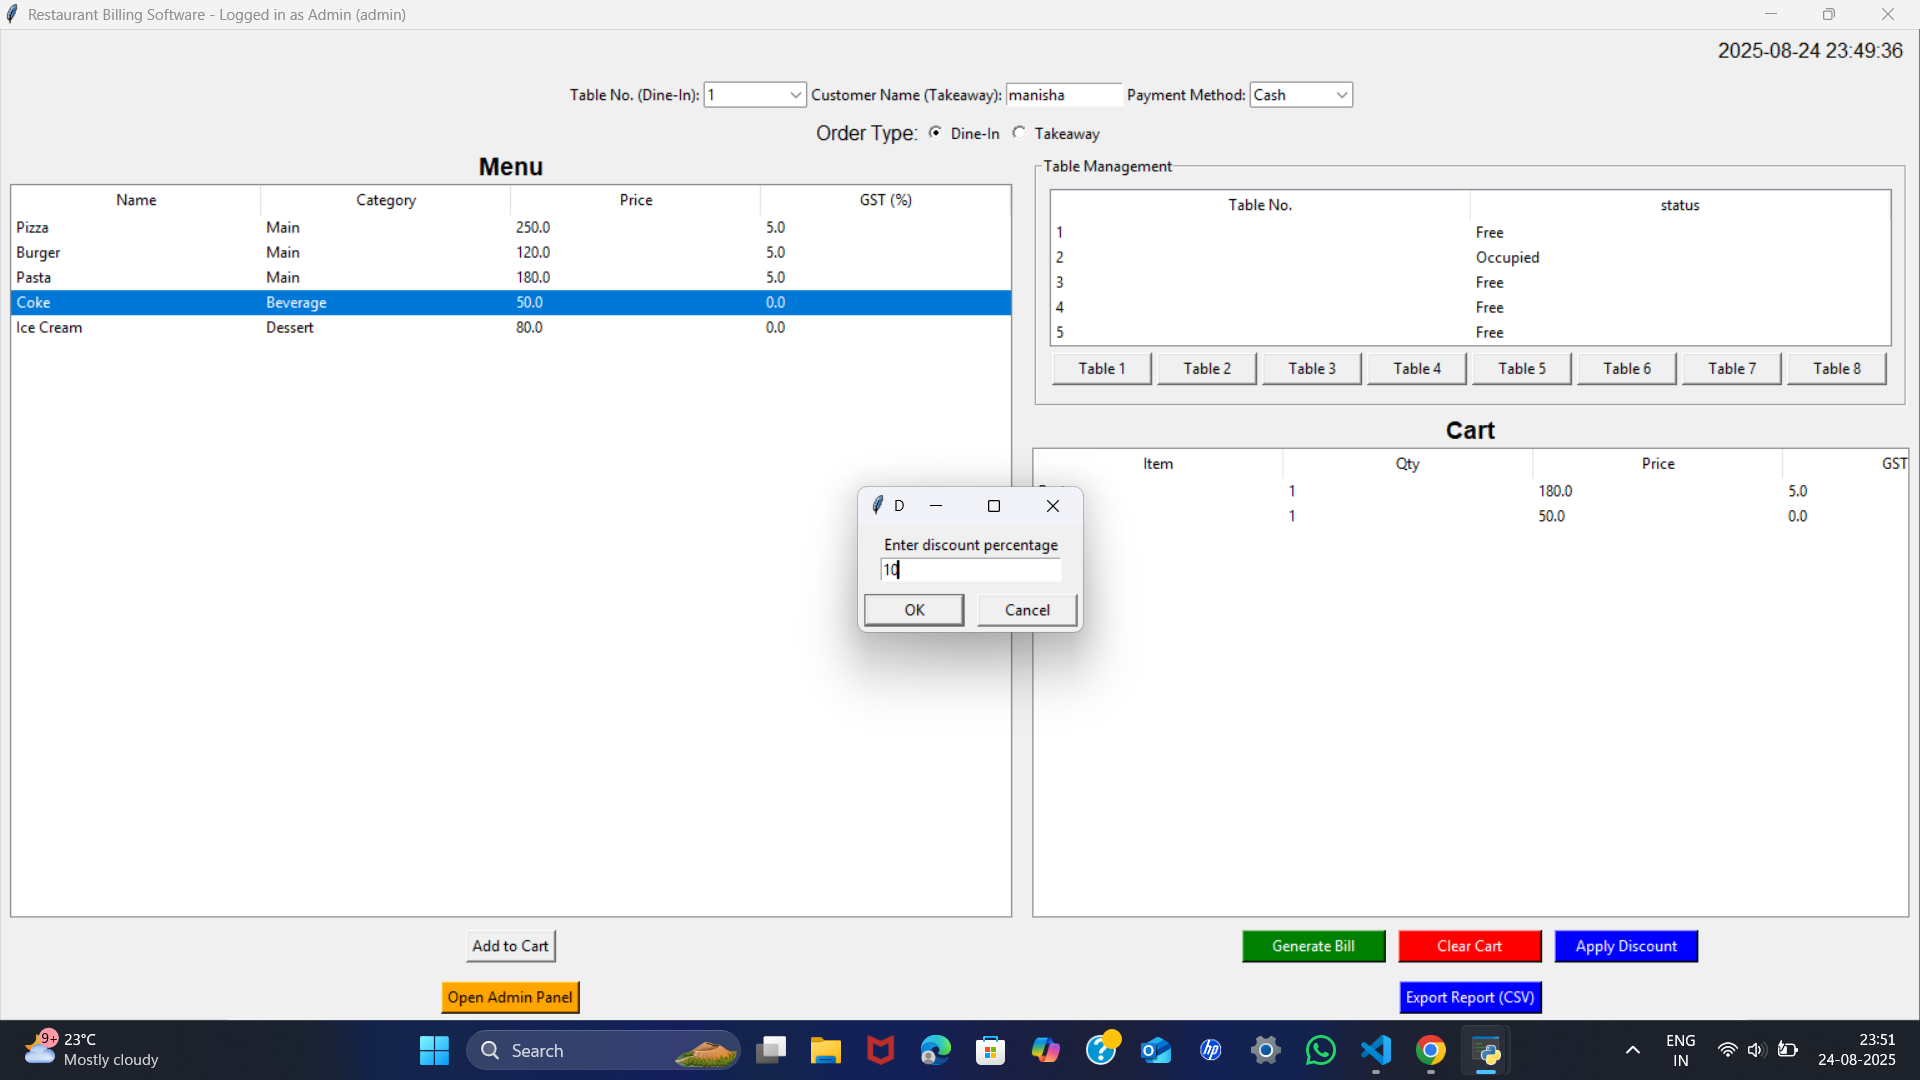 Restaurant Billing Software - Logged in as Admin (admin)
2025-08-24 23:49:36
Table No. (Dine-In): 1 Customer Name (Takeaway): manisha Payment Method: Cash
Order Type: Dine-In Takeaway
Menu
Name Category Price GST (%)
Pizza Main 250.0 5.0
Burger Main 120.0 5.0
Pasta Main 180.0 5.0
Coke Beverage 50.0 0.0
Ice Cream Dessert 80.0 0.0
Table Management
Table No. status
1 Free
2 Occupied
3 Free
4 Free
5 Free
Table 1 Table 2 Table 3 Table 4 Table 5 Table 6 Table 7 Table 8
Cart
Item Qty Price GST
1 180.0 5.0
1 50.0 0.0
D
Enter discount percentage
10
OK Cancel
Add to Cart
Generate Bill Clear Cart Apply Discount
Open Admin Panel
Export Report (CSV)
9+
23°C
Mostly cloudy
Search
hp
ENG
IN
23:51
24-08-2025